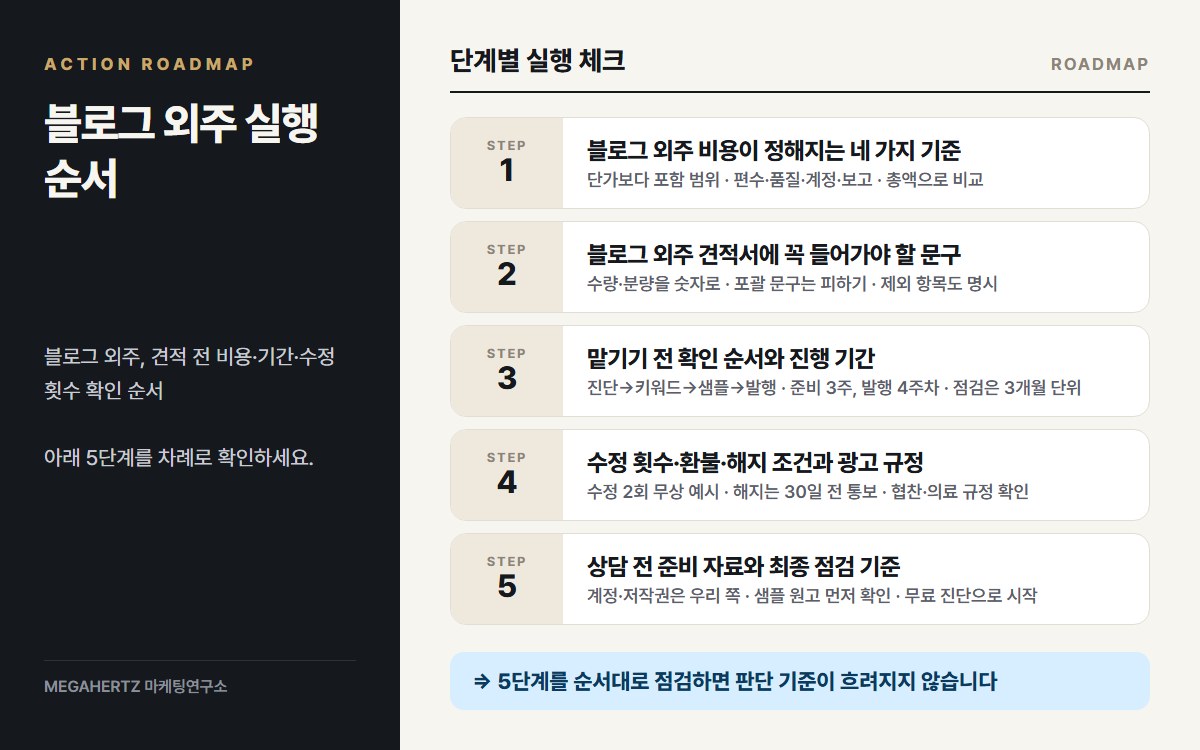 ACTION ROADMAP
블로그 외주 실행
순서
블로그 외주, 견적 전 비용·기간·수정
횟수 확인 순서
아래 5단계를 차례로 확인하세요.
MEGAHERTZ 마케팅연구소
단계별 실행 체크
ROADMAP
STEP
1
블로그 외주 비용이 정해지는 네 가지 기준
단가보다 포함 범위 · 편수·품질·계정·보고 · 총액으로 비교
STEP
2
블로그 외주 견적서에 꼭 들어가야 할 문구
수량·분량을 숫자로 · 포괄 문구는 피하기 · 제외 항목도 명시
STEP
3
맡기기 전 확인 순서와 진행 기간
진단→키워드→샘플→발행 · 준비 3주, 발행 4주차 · 점검은 3개월 단위
STEP
4
수정 횟수·환불·해지 조건과 광고 규정
수정 2회 무상 예시 · 해지는 30일 전 통보 · 협찬·의료 규정 확인
STEP
5
상담 전 준비 자료와 최종 점검 기준
계정·저작권은 우리 쪽 · 샘플 원고 먼저 확인 · 무료 진단으로 시작
⇒ 5단계를 순서대로 점검하면 판단 기준이 흐려지지 않습니다